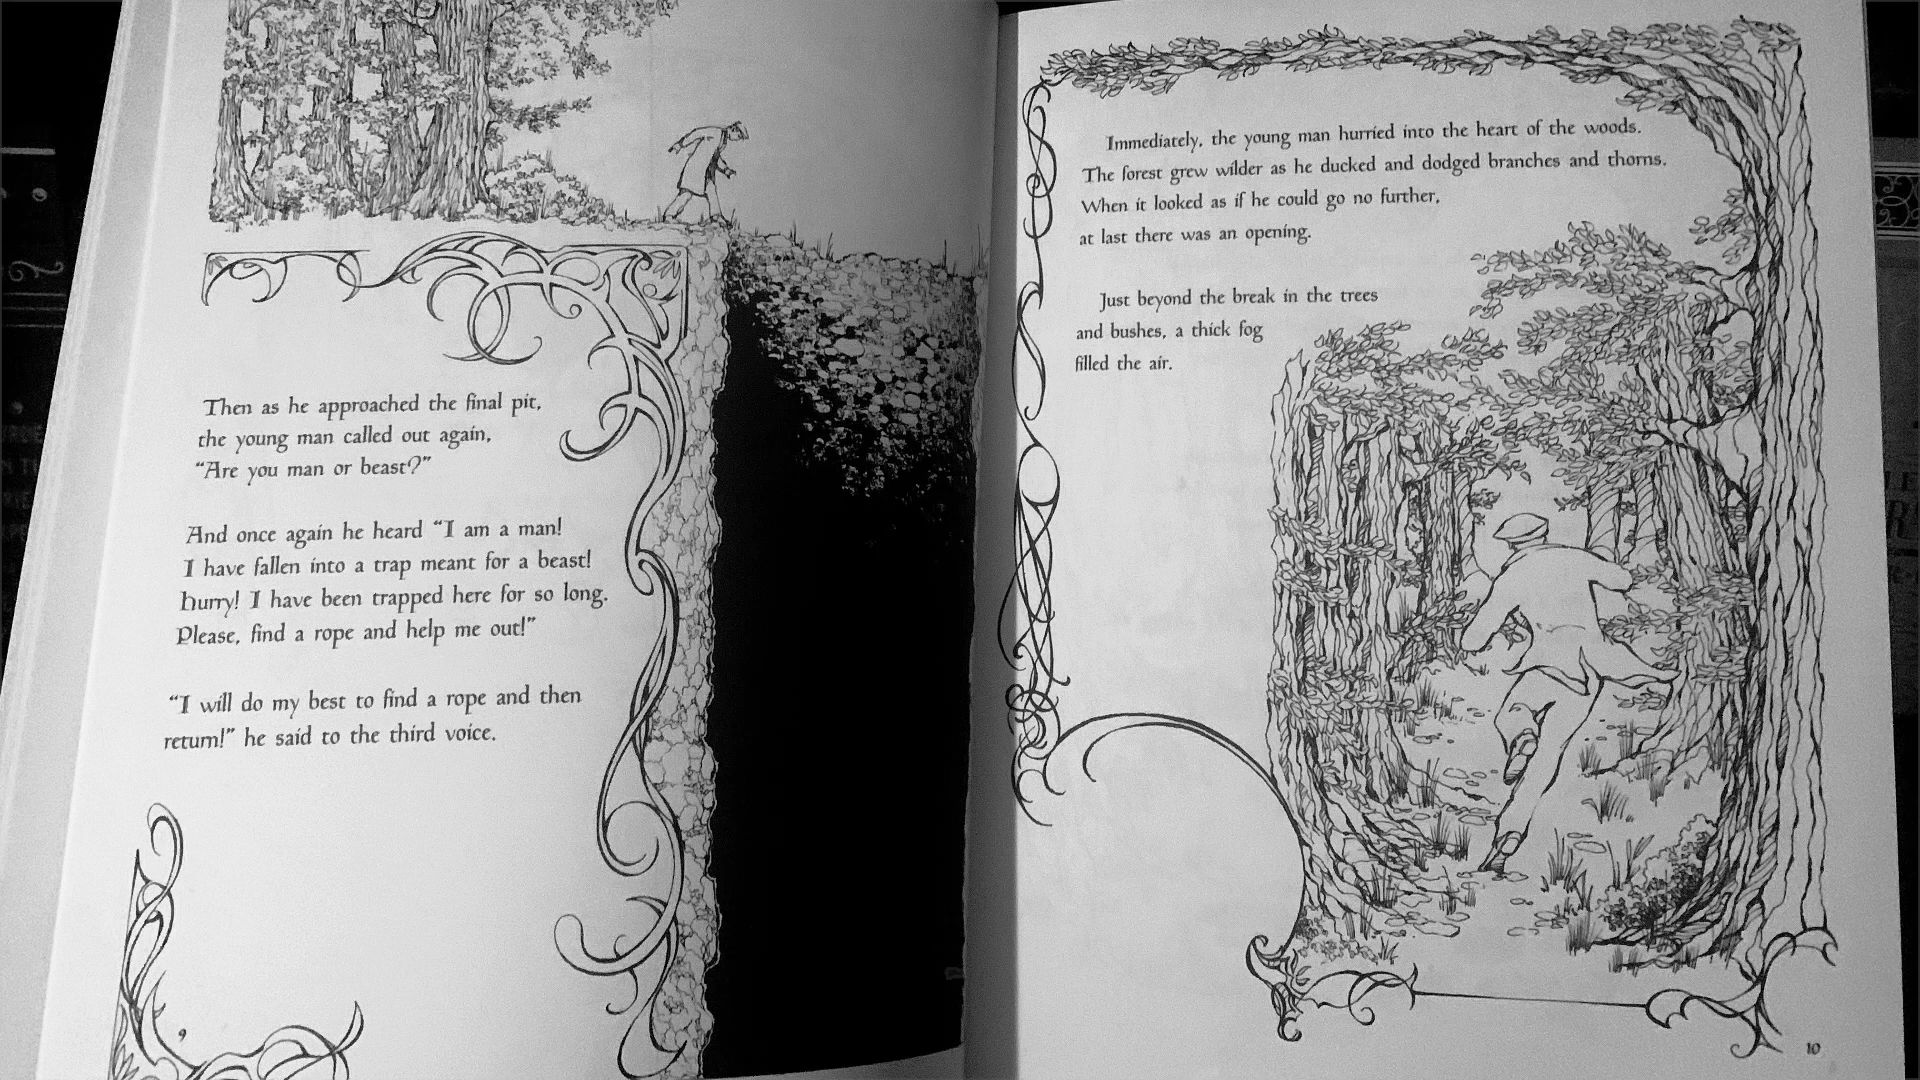 Then as he approached the final pit,
the young man called out again,
“Are you man or beast?”
And once again he heard “I am a man!
I have fallen into a trap meant for a beast!
Hurry! I have been trapped here for so long.
Please, find a rope and help me out!”
“I will do my best to find a rope and then
return!” he said to the third voice.
9
Immediately, the young man hurried into the heart of the woods.
The forest grew wilder as he ducked and dodged branches and thorns.
When it looked as if he could go no further,
at last there was an opening.
Just beyond the break in the trees
and bushes, a thick fog
filled the air.
10